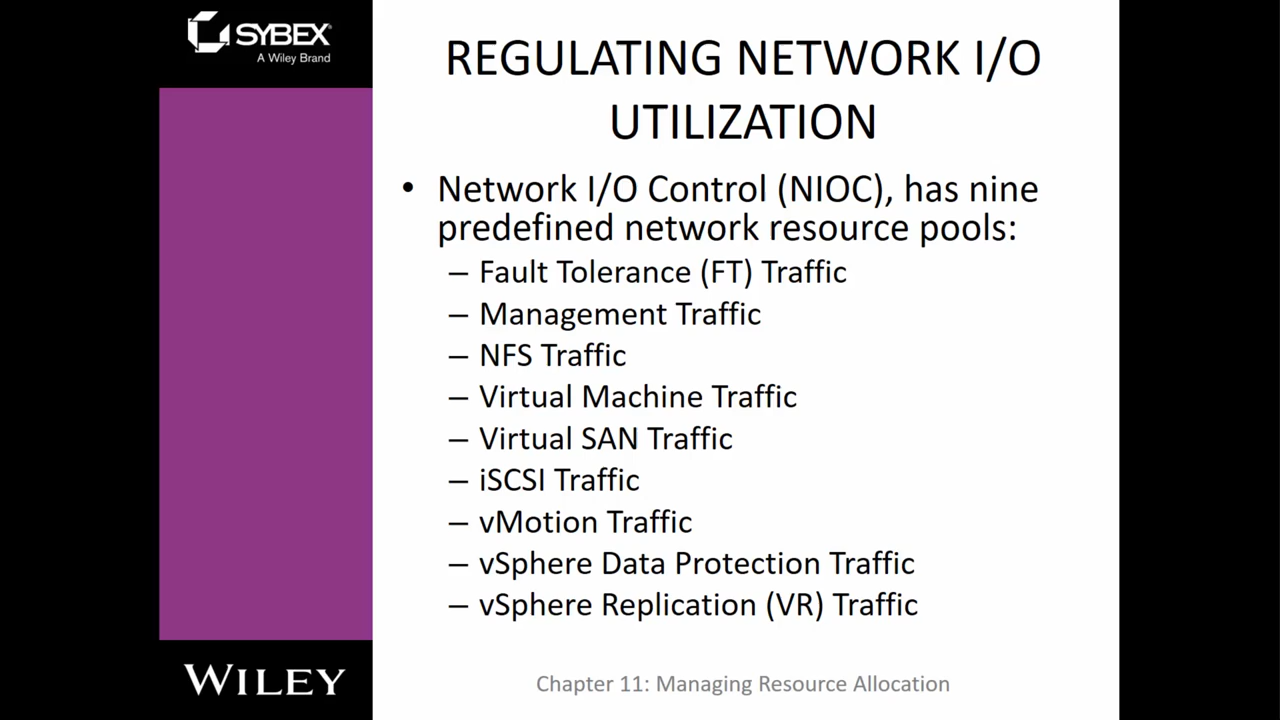 SYBEX
A Wiley Brand
REGULATING NETWORK I/O
UTILIZATION
• Network I/O Control (NIOC), has nine
predefined network resource pools:
– Fault Tolerance (FT) Traffic
– Management Traffic
– NFS Traffic
– Virtual Machine Traffic
– Virtual SAN Traffic
– iSCSI Traffic
– vMotion Traffic
– vSphere Data Protection Traffic
– vSphere Replication (VR) Traffic
WILEY
Chapter 11: Managing Resource Allocation